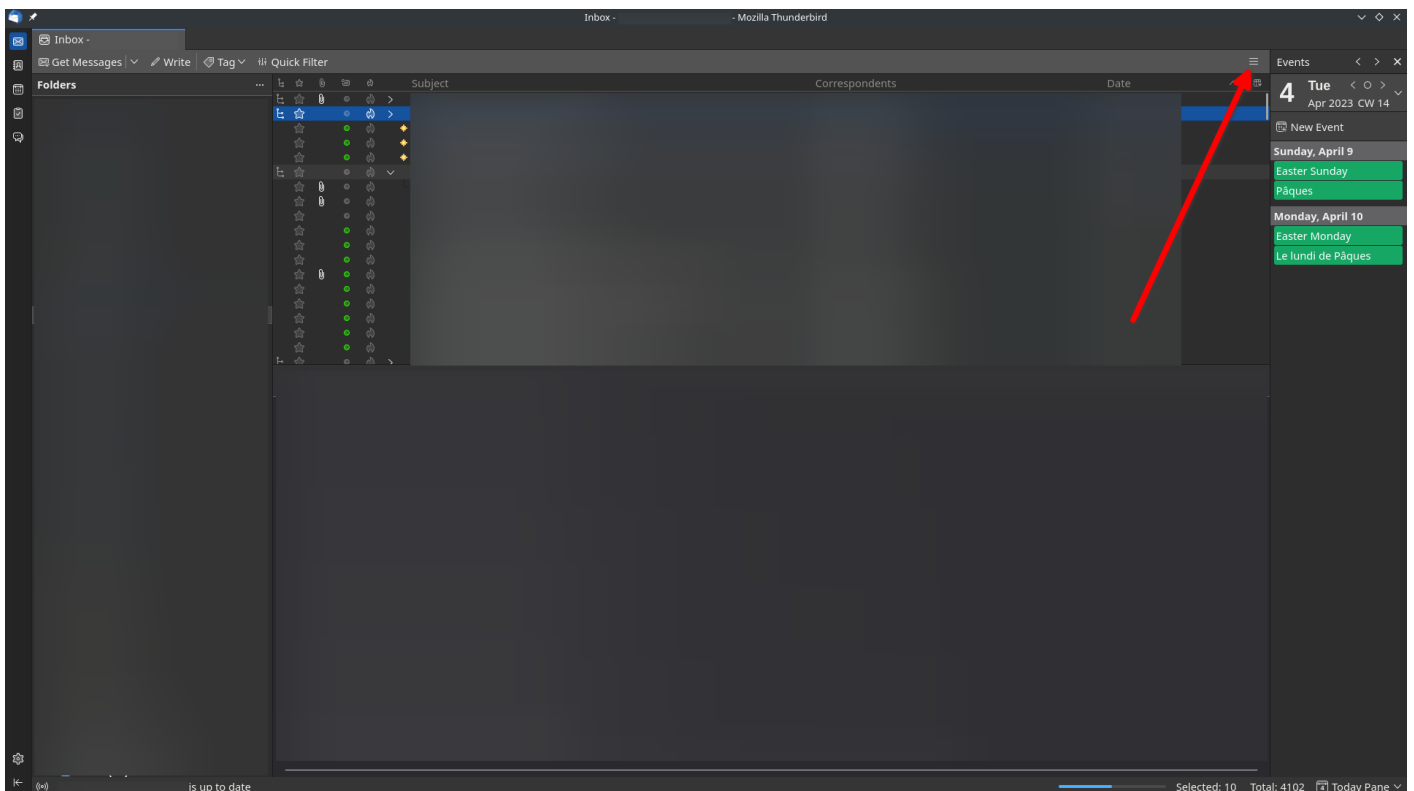 Inbox - - Mozilla Thunderbird
Inbox -
Get Messages Write Tag Quick Filter
Events
Folders ...
Subject Correspondents Date
4 Tue
Apr 2023 CW 14
New Event
Sunday, April 9
Easter Sunday
Pâques
Monday, April 10
Easter Monday
Le lundi de Pâques
is up to date
Selected: 10 Total: 4102 4 Today Pane